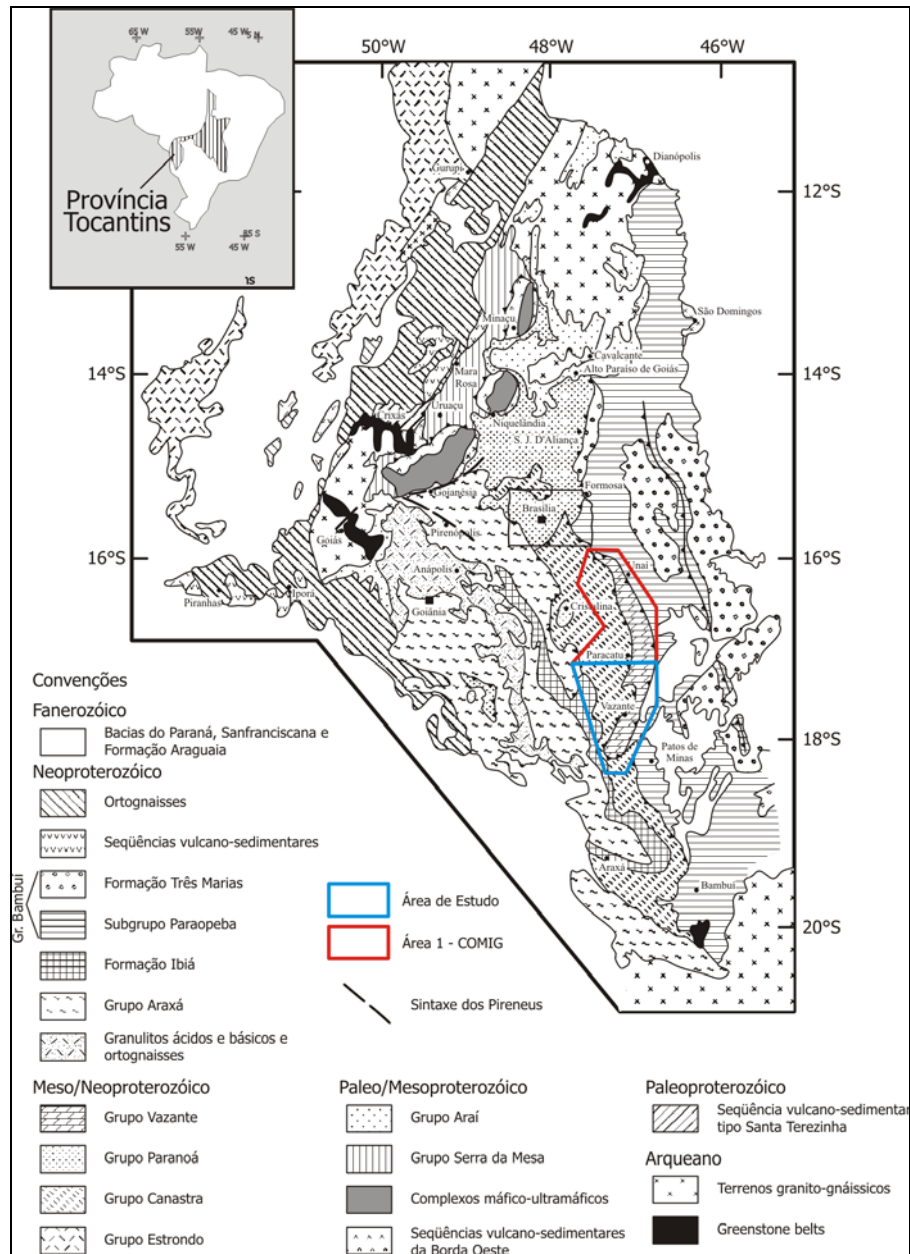 65 W
55W
45 W
5 N
Província
Tocantins
55 W
45 W
35 S
1S
50°W
48°W
46°W
12°S
14°S
16°S
18°S
20°S
14°S
16°S
Dianópolis
Gurupi
São Domingos
Minaçu
Cavalcante
Alto Paraíso de Goiás
Mara
Rosa
Uruaçu
Crixás
Niquelândia
S. J. D'Aliança
Goianésia
Formosa
Brasília
Pirenópolis
Goiás
Unaí
Anápolis
Iporá
Piranhas
Goiânia
Cristalina
Paracatu
Vazante
Patos de
Minas
Araxá
Bambuí
Convenções
Fanerozóico
Bacias do Paraná, Sanfranciscana e
Formação Araguaia
Neoproterozóico
Ortognaisses
Seqüências vulcano-sedimentares
Gr. Bambui
Formação Três Marias
Subgrupo Paraopeba
Formação Ibiá
Grupo Araxá
Granulitos ácidos e básicos e
ortognaisses
Área de Estudo
Área 1 - COMIG
Sintaxe dos Pireneus
Meso/Neoproterozóico
Grupo Vazante
Grupo Paranoá
Grupo Canastra
Grupo Estrondo
Paleo/Mesoproterozóico
Grupo Araí
Grupo Serra da Mesa
Complexos máfico-ultramáficos
Seqüências vulcano-sedimentares
da Borda Oeste
Paleoproterozóico
Seqüência vulcano-sedimentar
tipo Santa Terezinha
Arqueano
Terrenos granito-gnáissicos
Greenstone belts